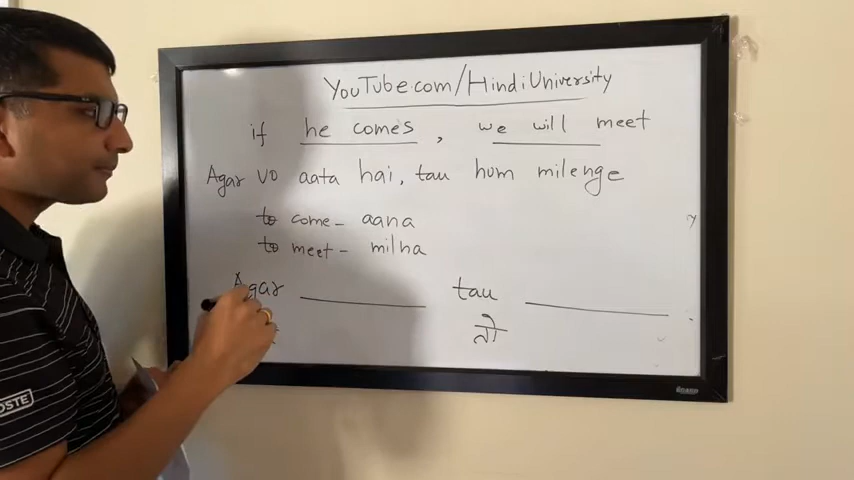 YouTube.com/HindiUniversity
if he comes, we will meet
Agar vo aata hai, tau hum milenge
to come - aana
to meet - milna
Agar ______ tau ______
तो
OSTE